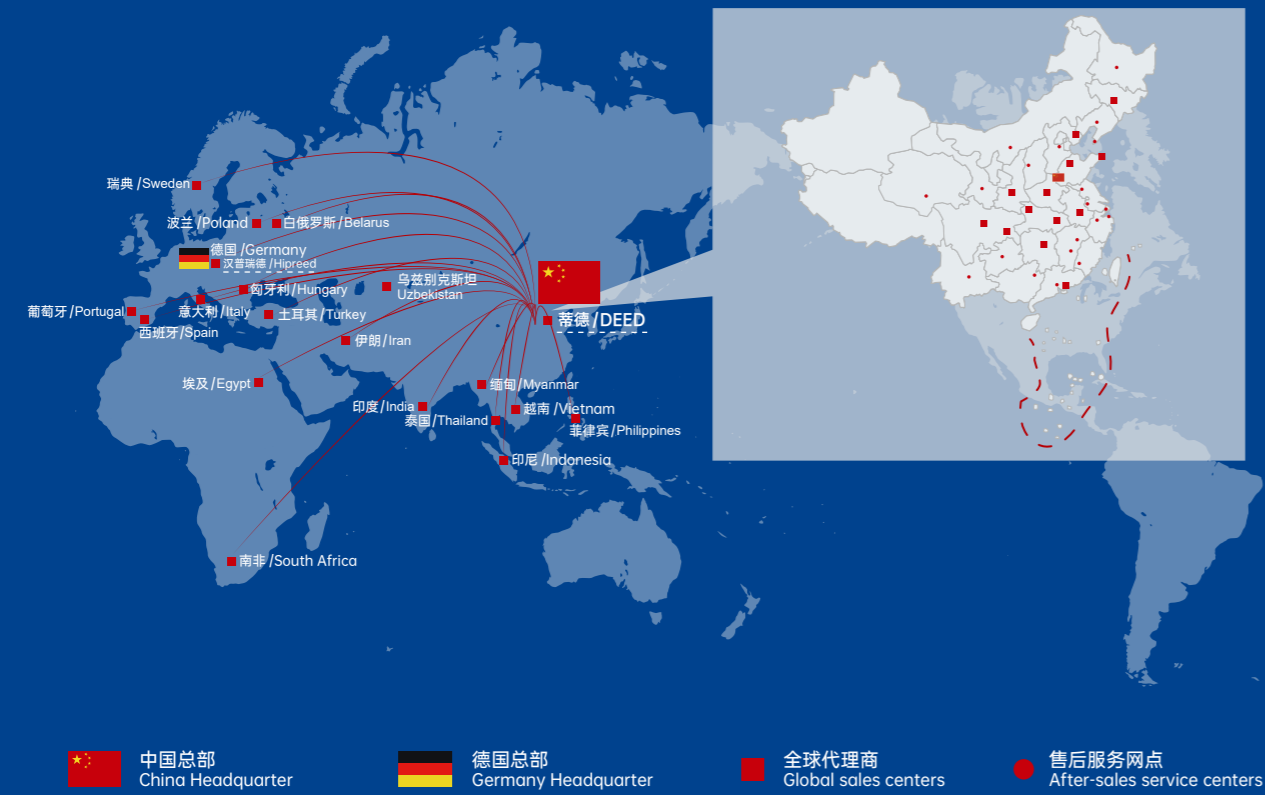 瑞典 /Sweden
波兰 /Poland
白俄罗斯 /Belarus
德国 /Germany
汉普瑞德 /Hipreed
乌兹别克斯坦
Uzbekistan
匈牙利/Hungary
葡萄牙/Portugal
意大利/Italy
土耳其/Turkey
蒂德/DEED
西班牙/Spain
伊朗/Iran
埃及/Egypt
缅甸/Myanmar
印度/India
越南/Vietnam
泰国/Thailand
菲律宾/Philippines
印尼/Indonesia
南非/South Africa
中国总部
China Headquarter
德国总部
Germany Headquarter
全球代理商
Global sales centers
售后服务网点
After-sales service centers